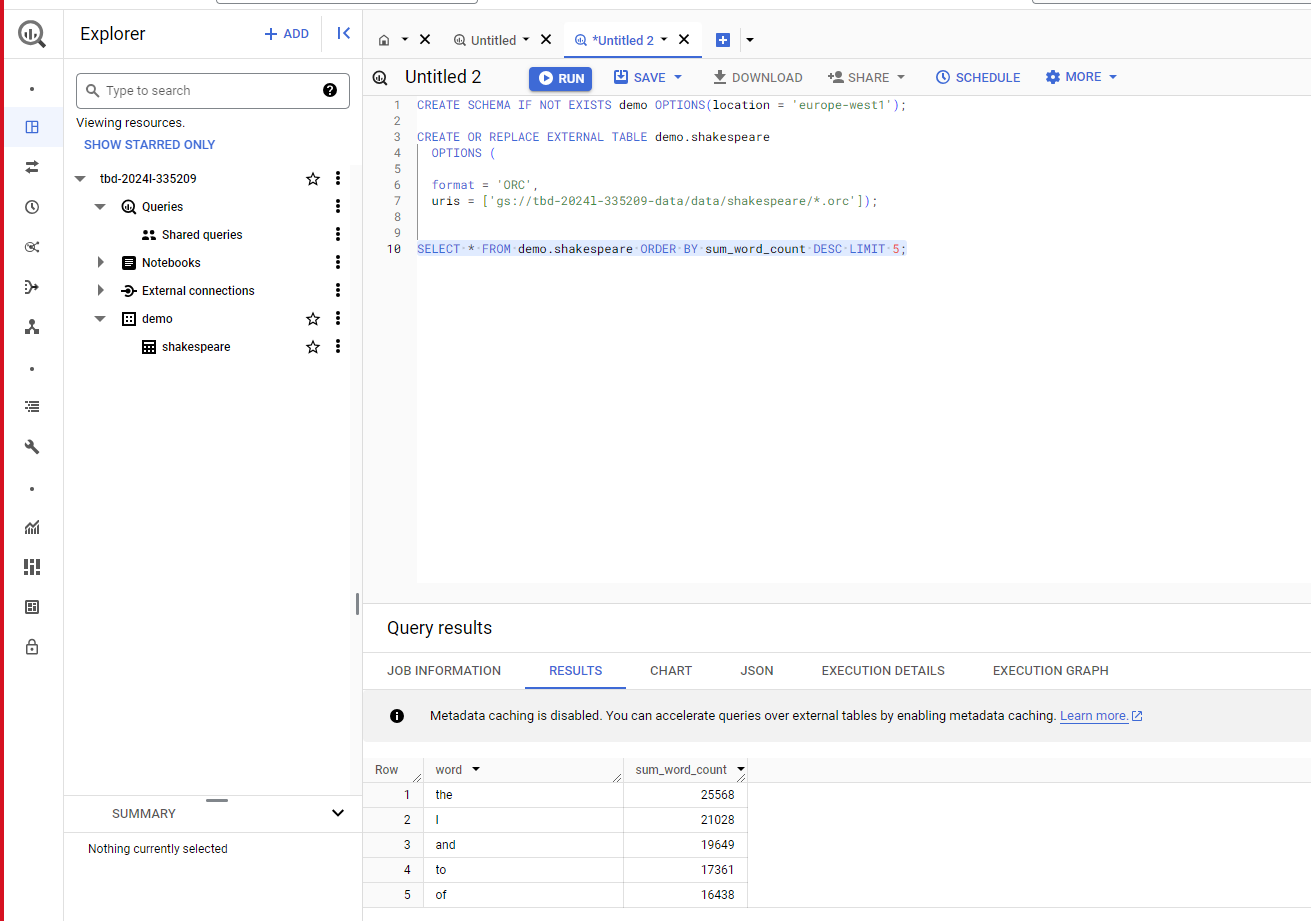 Explorer
+ ADD
Type to search
Viewing resources.
SHOW STARRED ONLY
tbd-2024l-335209
Queries
Shared queries
Notebooks
External connections
demo
shakespeare
SUMMARY
Nothing currently selected
Untitled
*Untitled 2
Untitled 2
RUN
SAVE
DOWNLOAD
SHARE
SCHEDULE
MORE
1 CREATE SCHEMA IF NOT EXISTS demo OPTIONS(location = 'europe-west1');
2
3 CREATE OR REPLACE EXTERNAL TABLE demo.shakespeare
4 OPTIONS (
5
6 format = 'ORC',
7 uris = ['gs://tbd-2024l-335209-data/data/shakespeare/*.orc']);
8
9
10 SELECT * FROM demo.shakespeare ORDER BY sum_word_count DESC LIMIT 5;
Query results
JOB INFORMATION
RESULTS
CHART
JSON
EXECUTION DETAILS
EXECUTION GRAPH
Metadata caching is disabled. You can accelerate queries over external tables by enabling metadata caching. Learn more.
Row word sum_word_count
1 the 25568
2 I 21028
3 and 19649
4 to 17361
5 of 16438